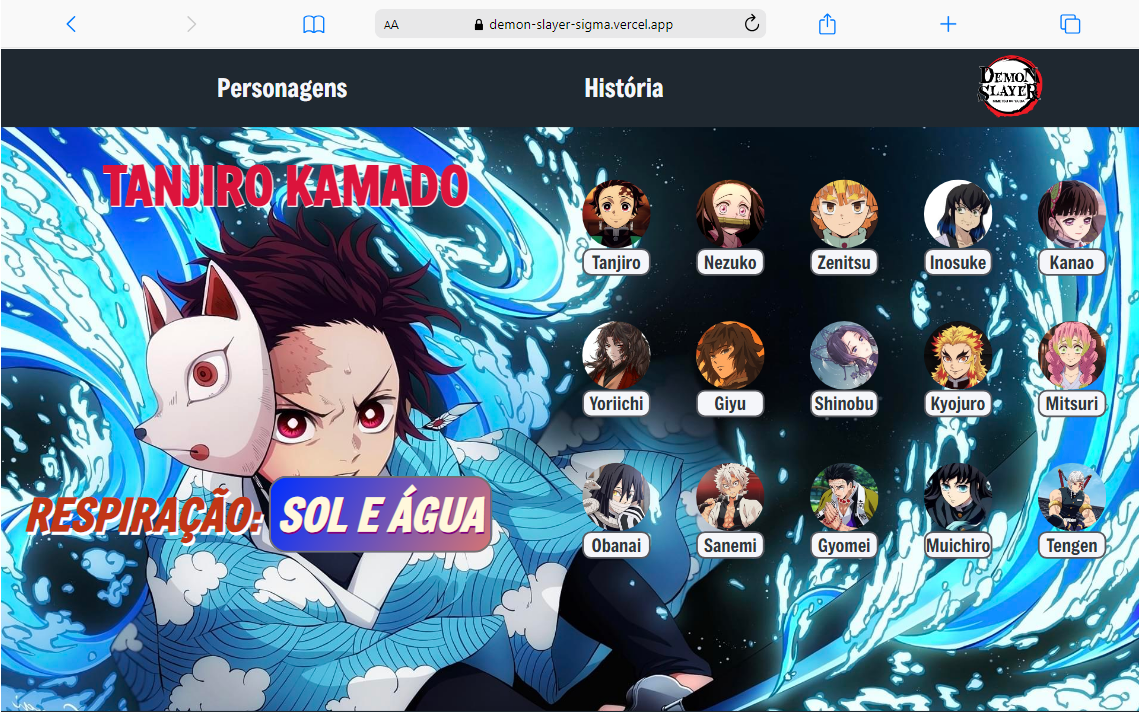 AA demon-slayer-sigma.vercel.app
Personagens História DEMON SLAYER
TANJIRO KAMADO
Tanjiro Nezuko Zenitsu Inosuke Kanao
Yoriichi Giyu Shinobu Kyojuro Mitsuri
RESPIRAÇÃO: SOL E ÁGUA
Obanai Sanemi Gyomei Muichiro Tengen